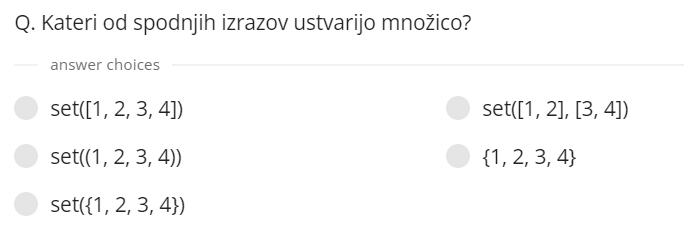 Q. Kateri od spodnjih izrazov ustvarijo množico?
answer choices
set([1, 2, 3, 4])
set([1, 2], [3, 4])
set((1, 2, 3, 4))
{1, 2, 3, 4}
set({1, 2, 3, 4})